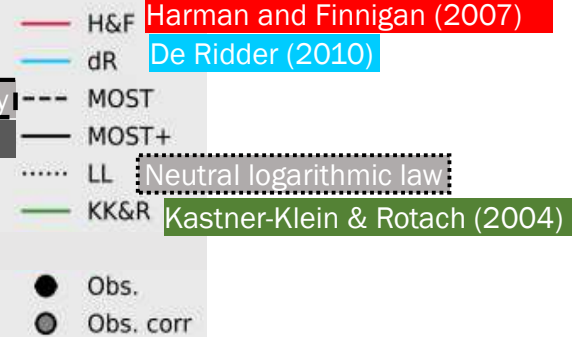 H&F Harman and Finnigan (2007)
dR De Ridder (2010)
y MOST
MOST+
LL Neutral logarithmic law
KK&R Kastner-Klein & Rotach (2004)
Obs.
Obs. corr